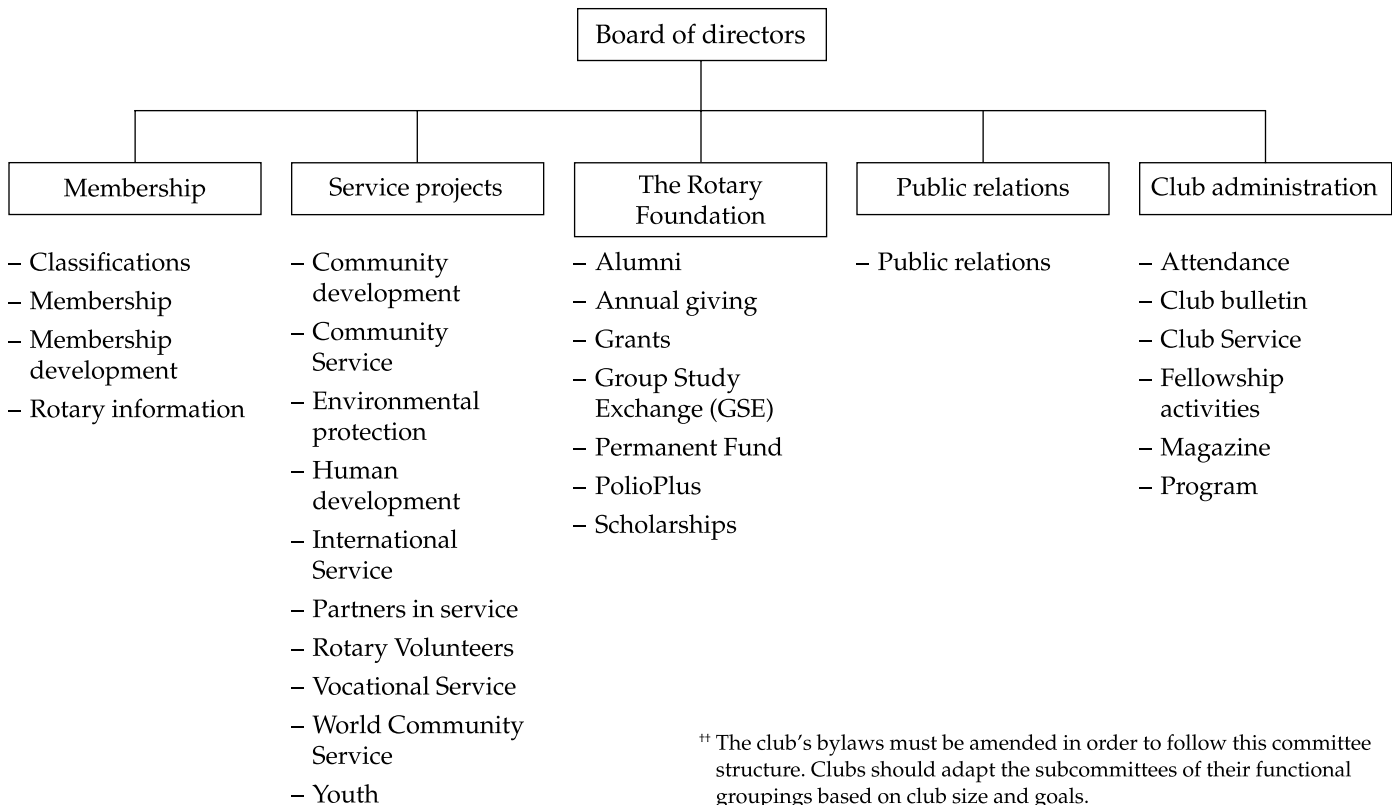 Board of directors
Membership
Service projects
The Rotary
Foundation
Public relations
Club administration
– Classifications
– Membership
– Membership
development
– Rotary information
– Community
development
– Community
Service
– Environmental
protection
– Human
development
– International
Service
– Partners in service
– Rotary Volunteers
– Vocational Service
– World Community
Service
– Youth
– Alumni
– Annual giving
– Grants
– Group Study
Exchange (GSE)
– Permanent Fund
– PolioPlus
– Scholarships
– Public relations
– Attendance
– Club bulletin
– Club Service
– Fellowship
activities
– Magazine
– Program
†† The club’s bylaws must be amended in order to follow this committee
structure. Clubs should adapt the subcommittees of their functional
groupings based on club size and goals.